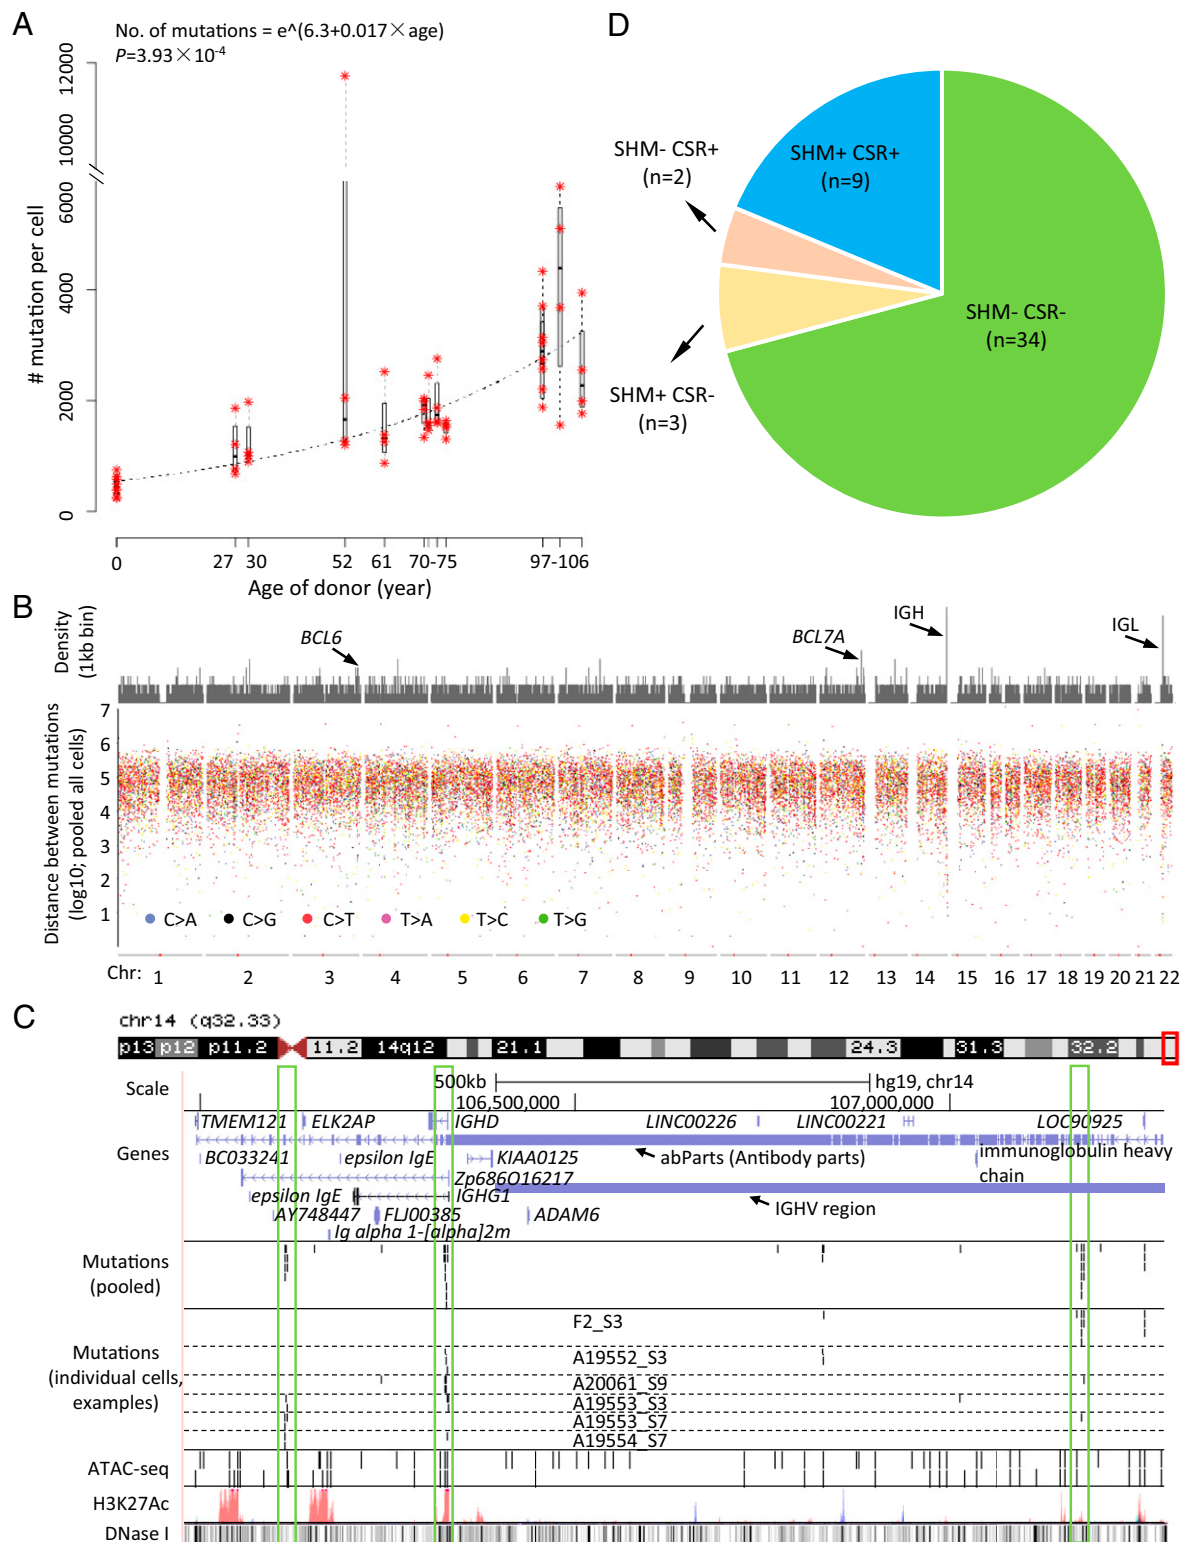 A
No. of mutations = e^(6.3+0.017×age)
P=3.93×10-4
# mutation per cell
12000
10000
6000
4000
2000
0
0
27
30
52
61
70-75
97-106
Age of donor (year)
D
SHM- CSR+
(n=2)
SHM+ CSR+
(n=9)
SHM- CSR-
(n=34)
SHM+ CSR-
(n=3)
B
Density
(1kb bin)
BCL6
BCL7A
IGH
IGL
Distance between mutations
(log10; pooled all cells)
7
6
5
4
3
2
1
C>A
C>G
C>T
T>A
T>C
T>G
Chr: 1 2 3 4 5 6 7 8 9 10 11 12 13 14 15 16 17 18 19 20 21 22
C
chr14 (q32.33)
p13 p12 p11.2 11.2 14q12 21.1 24.3 31.3 32.2
Scale
500kb
hg19, chr14
106,500,000
107,000,000
Genes
TMEM121
ELK2AP
IGHD
LINC00226
LINC00221
LOC90925
BC033241
epsilon IgE
KIAA0125
abParts (Antibody parts)
immunoglobulin heavy
chain
Zp686O16217
epsilon IgE
IGHG1
IGHV region
AY748447
FLJ00385
ADAM6
Ig alpha 1-[alpha]2m
Mutations
(pooled)
Mutations
(individual cells,
examples)
F2_S3
A19552_S3
A20061_S9
A19553_S3
A19553_S7
A19554_S7
ATAC-seq
H3K27Ac
DNase I